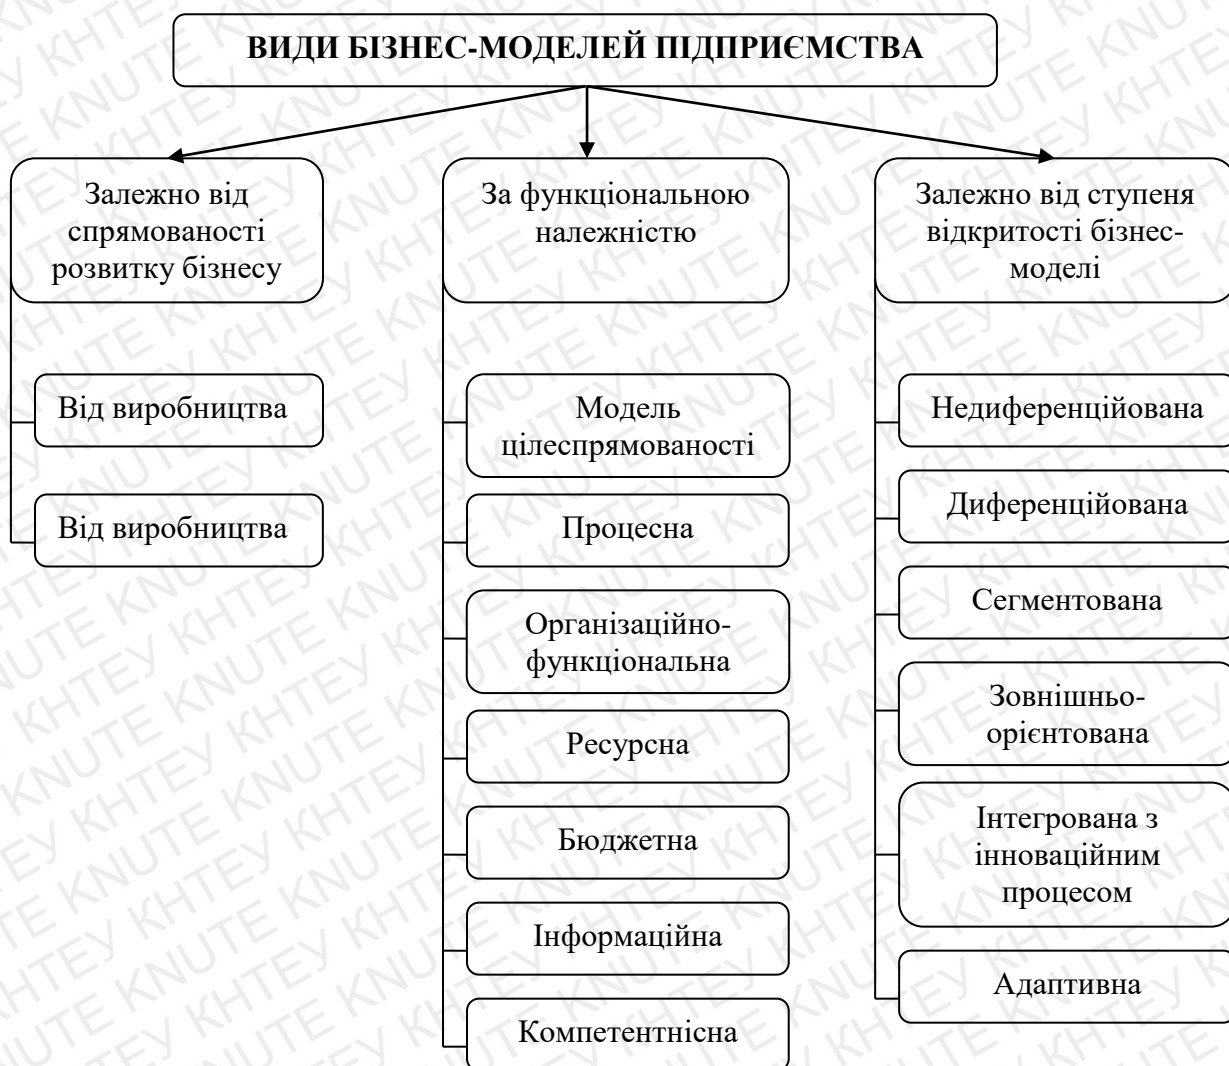 ВИДИ БІЗНЕС-МОДЕЛЕЙ ПІДПРИЄМСТВА
Залежно від
спрямованості
розвитку бізнесу
Від виробництва
Від виробництва
За функціональною
належністю
Модель
цілеспрямованості
Процесна
Організаційно-
функціональна
Ресурсна
Бюджетна
Інформаційна
Компетентнісна
Залежно від ступеня
відкритості бізнес-
моделі
Недиференційована
Диференційована
Сегментована
Зовнішньо-
орієнтована
Інтегрована з
інноваційним
процесом
Адаптивна